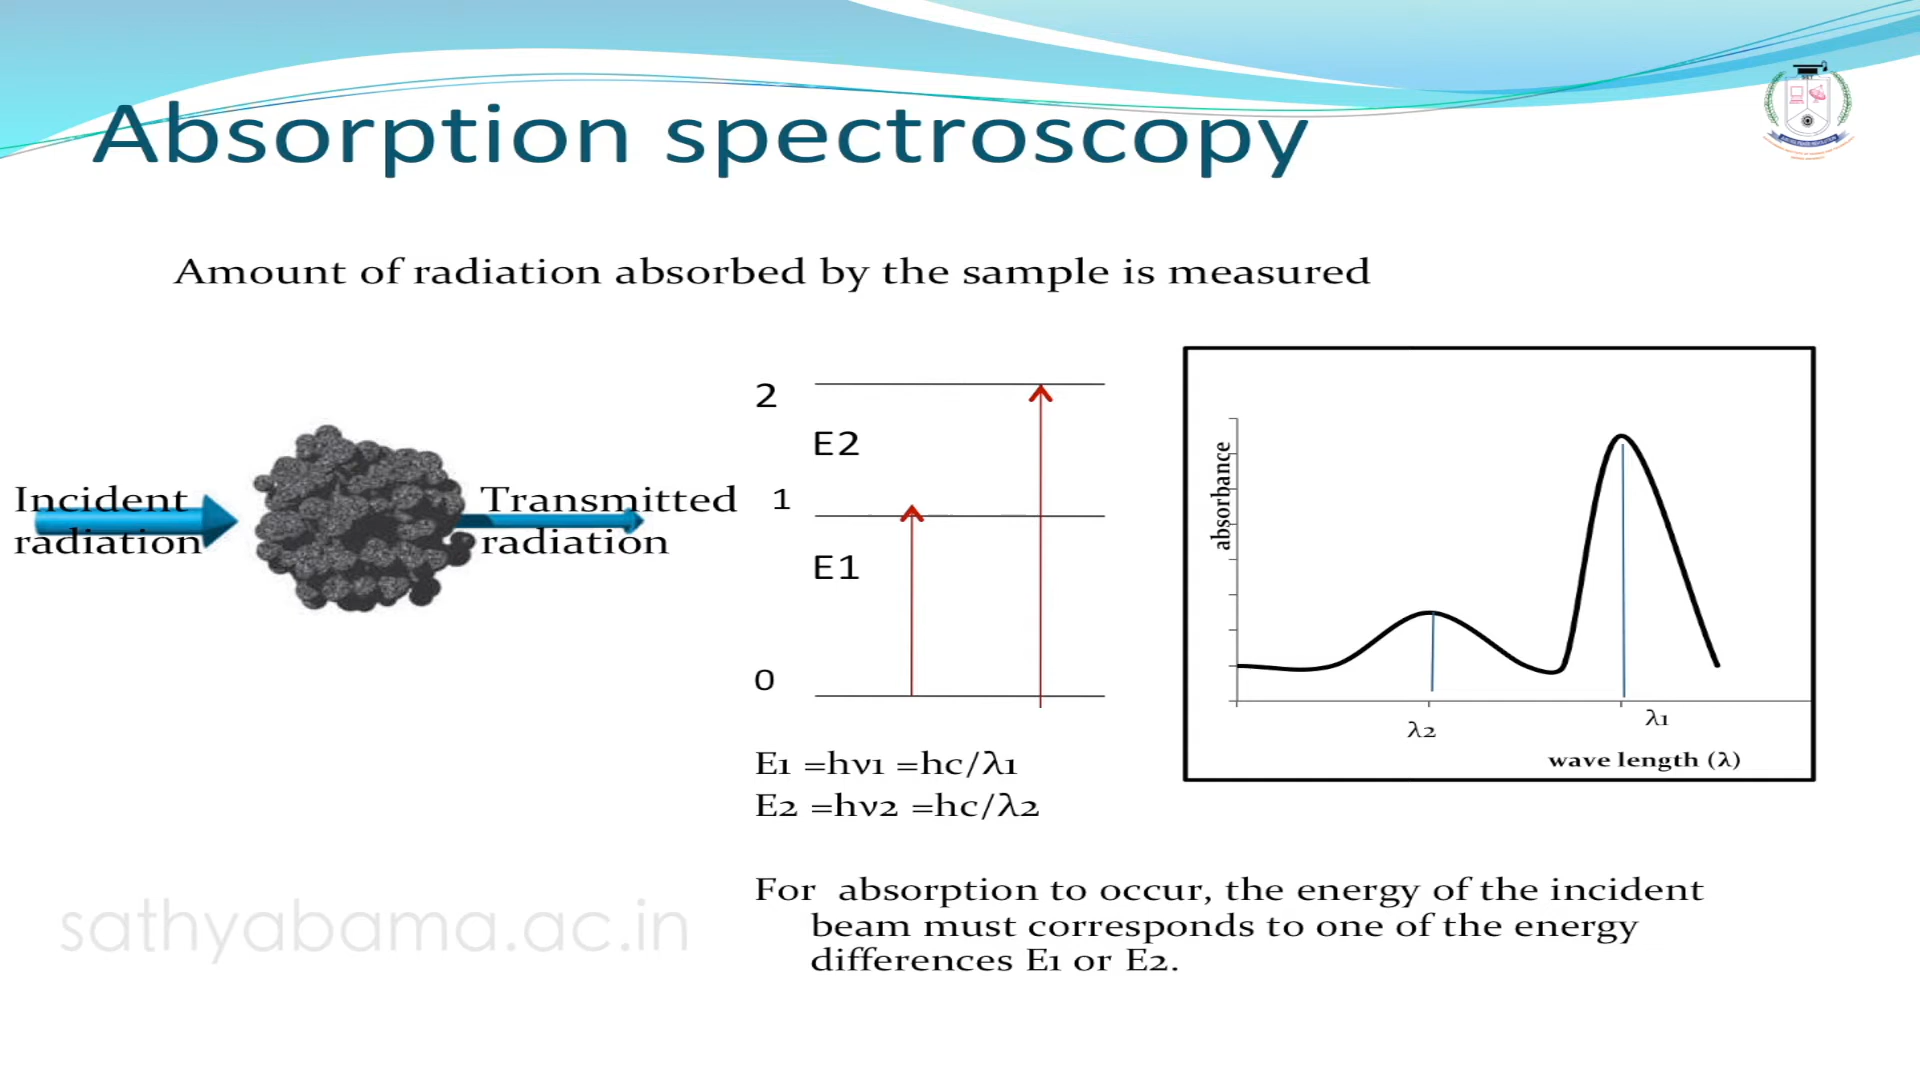 Absorption spectroscopy
Amount of radiation absorbed by the sample is measured
Incident
radiation
Transmitted
radiation
2
E2
1
E1
0
absorbance
λ2
λ1
wave length (λ)
E1 =hν1 =hc/λ1
E2 =hν2 =hc/λ2
For absorption to occur, the energy of the incident
beam must corresponds to one of the energy
differences E1 or E2.
sathyabama.ac.in